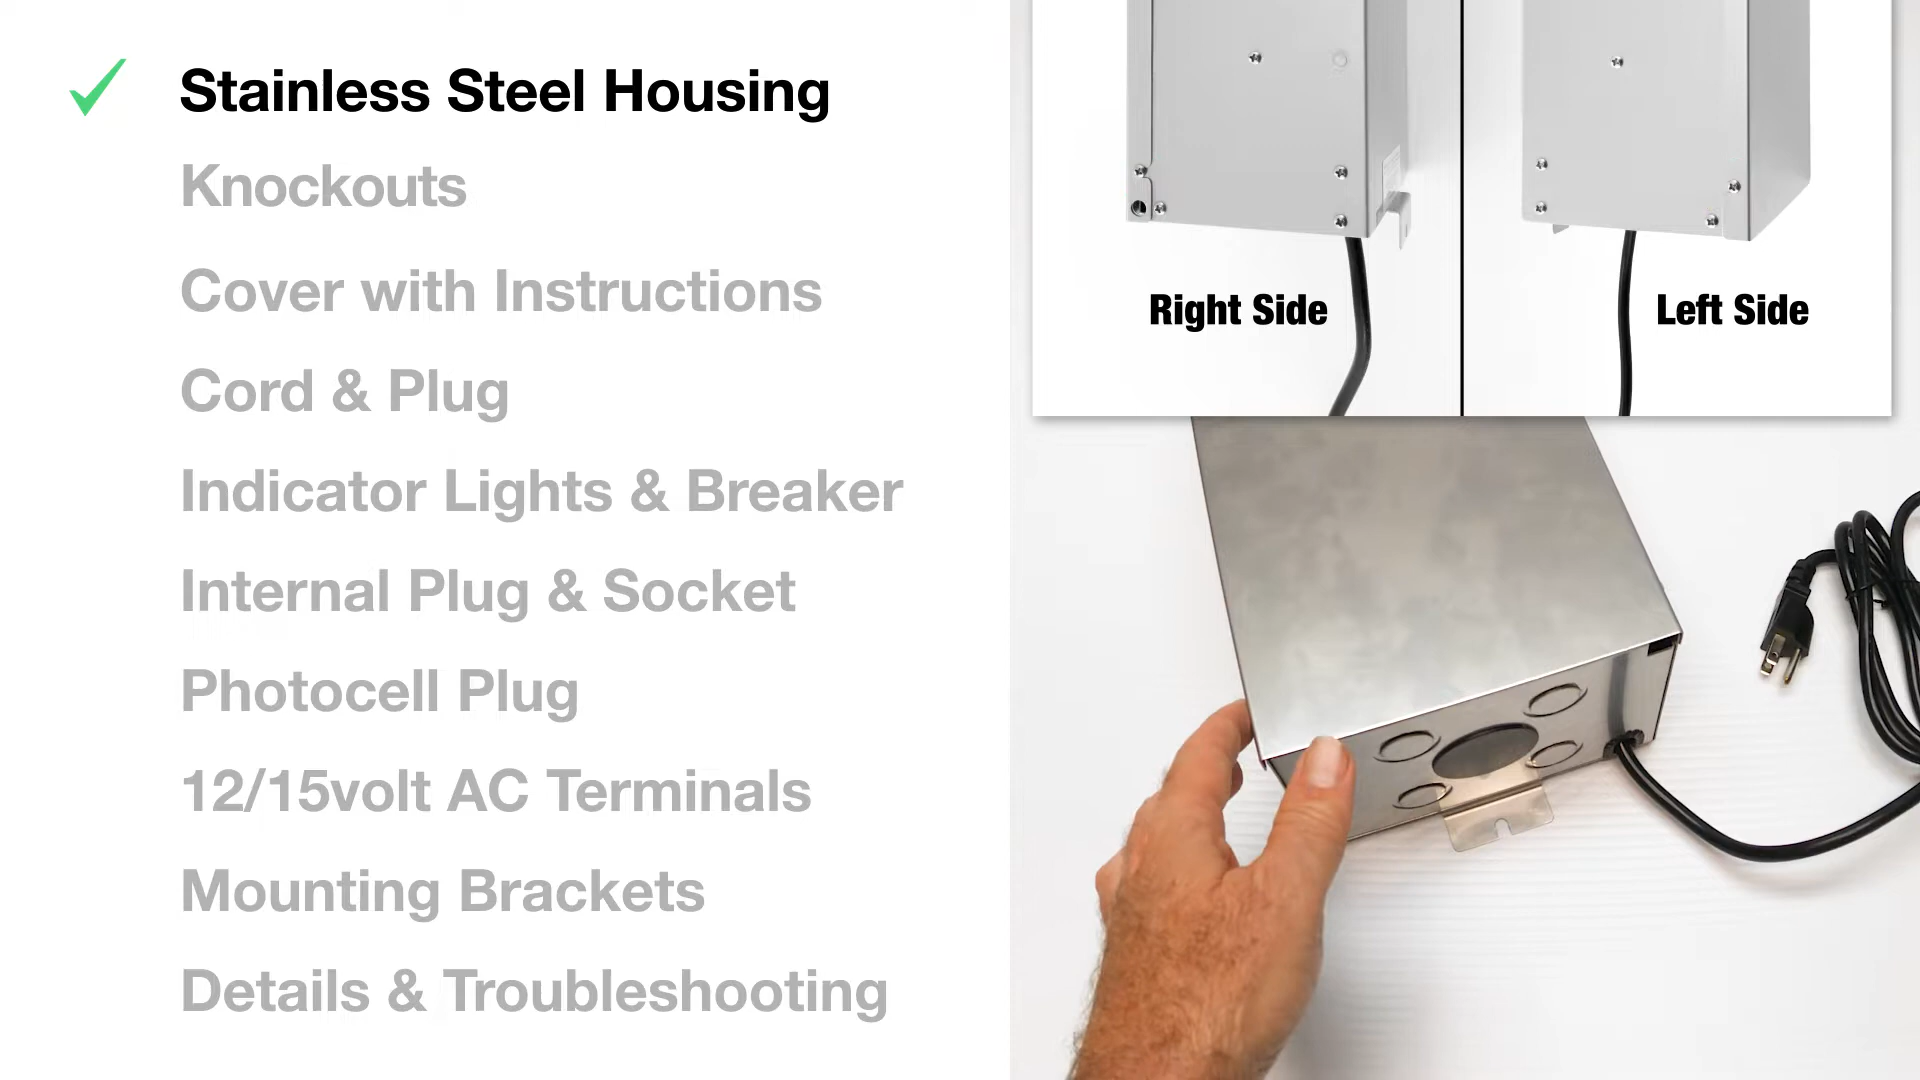 Stainless Steel Housing
Knockouts
Cover with Instructions
Cord & Plug
Indicator Lights & Breaker
Internal Plug & Socket
Photocell Plug
12/15volt AC Terminals
Mounting Brackets
Details & Troubleshooting
Right Side
Left Side